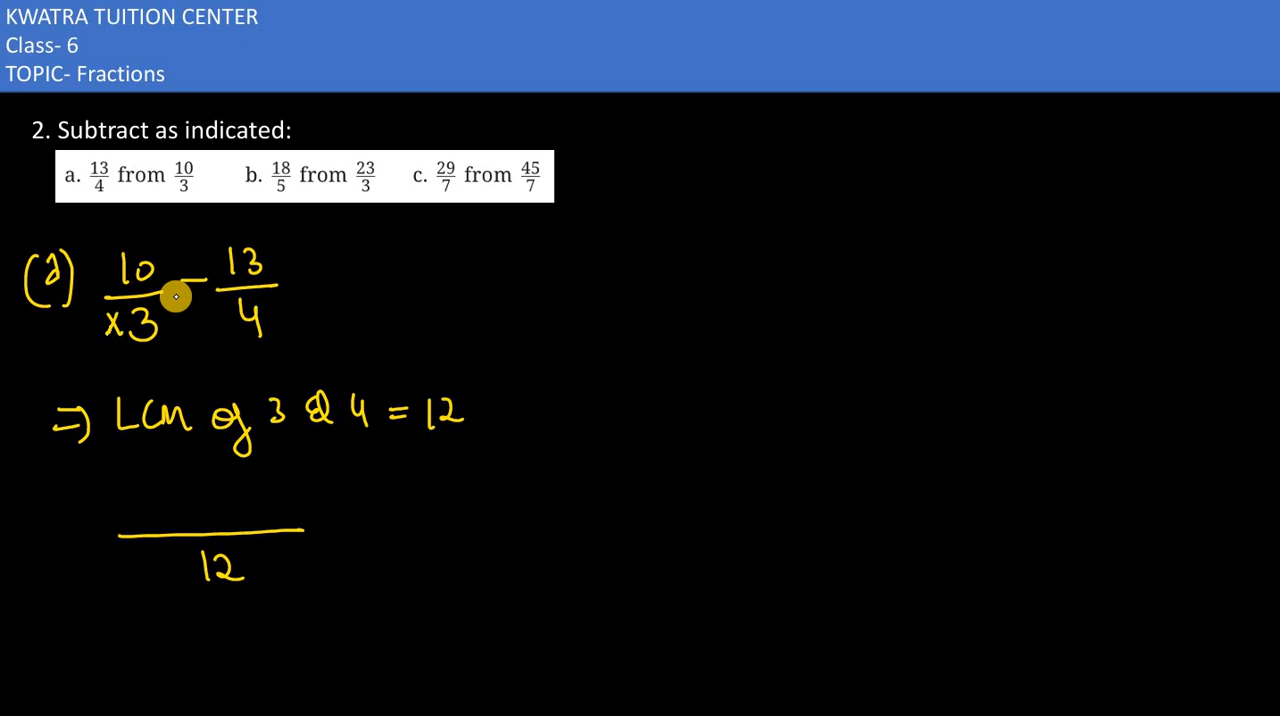 KWATRA TUITION CENTER
Class- 6
TOPIC- Fractions
2. Subtract as indicated:
a. 13/4 from 10/3 b. 18/5 from 23/3 c. 29/7 from 45/7
(a) 10/×3 − 13/4
⇒ LCM of 3 & 4 = 12
/12